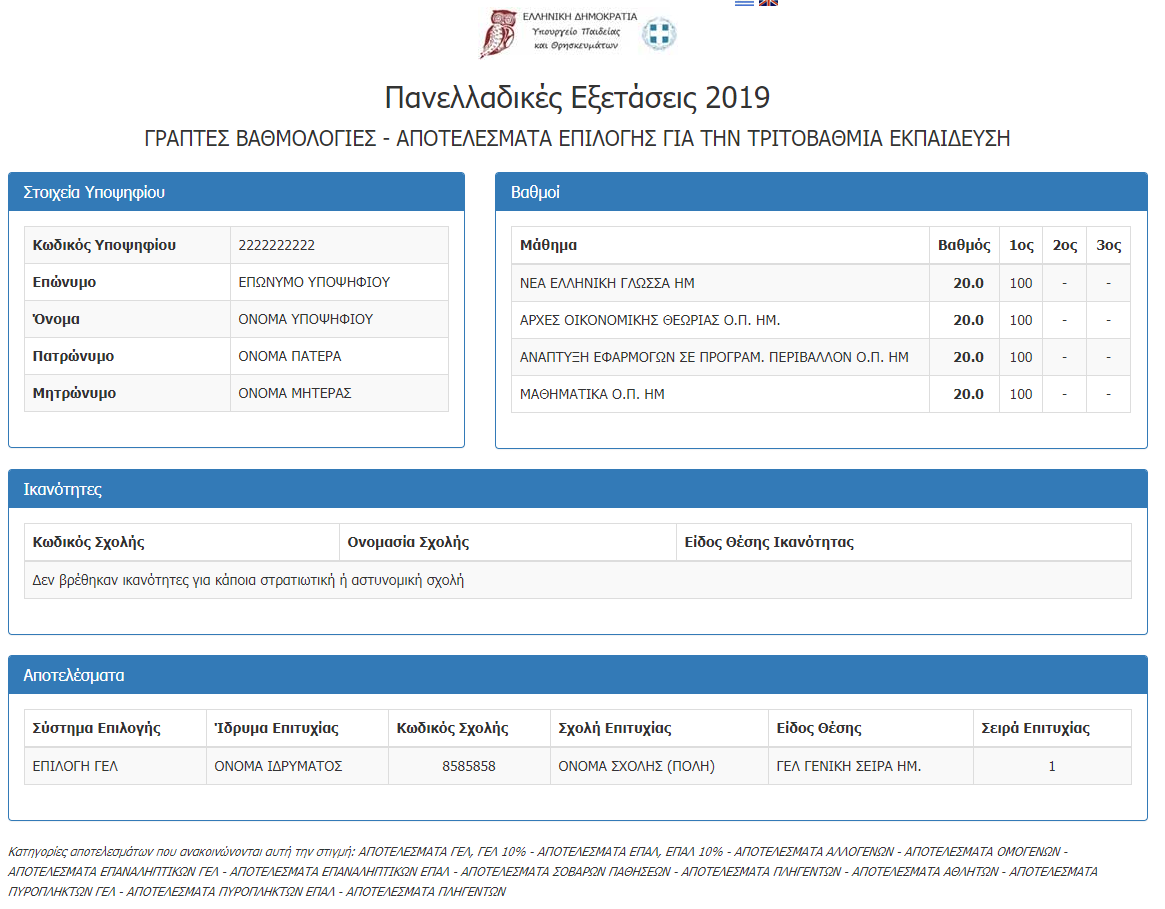 ΕΛΛΗΝΙΚΗ ΔΗΜΟΚΡΑΤΙΑ
Υπουργείο Παιδείας
και Θρησκευμάτων
Πανελλαδικές Εξετάσεις 2019
ΓΡΑΠΤΕΣ ΒΑΘΜΟΛΟΓΙΕΣ - ΑΠΟΤΕΛΕΣΜΑΤΑ ΕΠΙΛΟΓΗΣ ΓΙΑ ΤΗΝ ΤΡΙΤΟΒΑΘΜΙΑ ΕΚΠΑΙΔΕΥΣΗ
Στοιχεία Υποψηφίου
Κωδικός Υποψηφίου 2222222222
Επώνυμο ΕΠΩΝΥΜΟ ΥΠΟΨΗΦΙΟΥ
Όνομα ΟΝΟΜΑ ΥΠΟΨΗΦΙΟΥ
Πατρώνυμο ΟΝΟΜΑ ΠΑΤΕΡΑ
Μητρώνυμο ΟΝΟΜΑ ΜΗΤΕΡΑΣ
Βαθμοί
Μάθημα Βαθμός 1ος 2ος 3ος
ΝΕΑ ΕΛΛΗΝΙΚΗ ΓΛΩΣΣΑ ΗΜ 20.0 100 - -
ΑΡΧΕΣ ΟΙΚΟΝΟΜΙΚΗΣ ΘΕΩΡΙΑΣ Ο.Π. ΗΜ. 20.0 100 - -
ΑΝΑΠΤΥΞΗ ΕΦΑΡΜΟΓΩΝ ΣΕ ΠΡΟΓΡΑΜ. ΠΕΡΙΒΑΛΛΟΝ Ο.Π. ΗΜ 20.0 100 - -
ΜΑΘΗΜΑΤΙΚΑ Ο.Π. ΗΜ 20.0 100 - -
Ικανότητες
Κωδικός Σχολής Ονομασία Σχολής Είδος Θέσης Ικανότητας
Δεν βρέθηκαν ικανότητες για κάποια στρατιωτική ή αστυνομική σχολή
Αποτελέσματα
Σύστημα Επιλογής Ίδρυμα Επιτυχίας Κωδικός Σχολής Σχολή Επιτυχίας Είδος Θέσης Σειρά Επιτυχίας
ΕΠΙΛΟΓΗ ΓΕΛ ΟΝΟΜΑ ΙΔΡΥΜΑΤΟΣ 8585858 ΟΝΟΜΑ ΣΧΟΛΗΣ (ΠΟΛΗ) ΓΕΛ ΓΕΝΙΚΗ ΣΕΙΡΑ ΗΜ. 1
Κατηγορίες αποτελεσμάτων που ανακοινώνονται αυτή την στιγμή: ΑΠΟΤΕΛΕΣΜΑΤΑ ΓΕΛ, ΓΕΛ 10% - ΑΠΟΤΕΛΕΣΜΑΤΑ ΕΠΑΛ, ΕΠΑΛ 10% - ΑΠΟΤΕΛΕΣΜΑΤΑ ΑΛΛΟΓΕΝΩΝ - ΑΠΟΤΕΛΕΣΜΑΤΑ ΟΜΟΓΕΝΩΝ -
ΑΠΟΤΕΛΕΣΜΑΤΑ ΕΠΑΝΑΛΗΠΤΙΚΩΝ ΓΕΛ - ΑΠΟΤΕΛΕΣΜΑΤΑ ΕΠΑΝΑΛΗΠΤΙΚΩΝ ΕΠΑΛ - ΑΠΟΤΕΛΕΣΜΑΤΑ ΣΟΒΑΡΩΝ ΠΑΘΗΣΕΩΝ - ΑΠΟΤΕΛΕΣΜΑΤΑ ΠΛΗΓΕΝΤΩΝ - ΑΠΟΤΕΛΕΣΜΑΤΑ ΑΘΛΗΤΩΝ - ΑΠΟΤΕΛΕΣΜΑΤΑ
ΠΥΡΟΠΛΗΚΤΩΝ ΓΕΛ - ΑΠΟΤΕΛΕΣΜΑΤΑ ΠΥΡΟΠΛΗΚΤΩΝ ΕΠΑΛ - ΑΠΟΤΕΛΕΣΜΑΤΑ ΠΛΗΓΕΝΤΩΝ